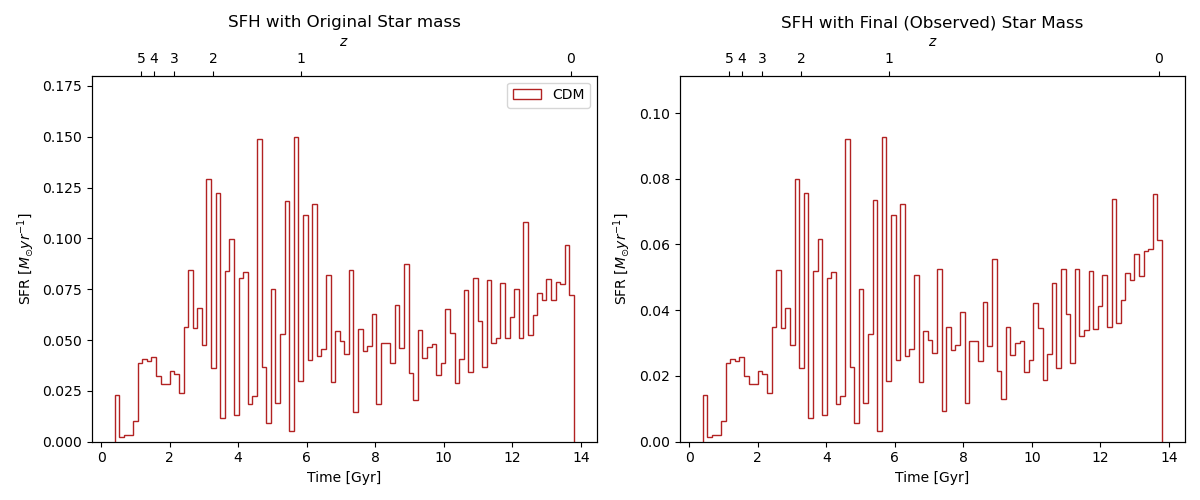 SFH with Original Star mass
z
5 4 3 2 1 0
0.175
0.150
0.125
0.100
0.075
0.050
0.025
0.000
SFR [M⊙yr⁻¹]
CDM
0 2 4 6 8 10 12 14
Time [Gyr]
SFH with Final (Observed) Star Mass
z
5 4 3 2 1 0
0.10
0.08
0.06
0.04
0.02
0.00
SFR [M⊙yr⁻¹]
0 2 4 6 8 10 12 14
Time [Gyr]